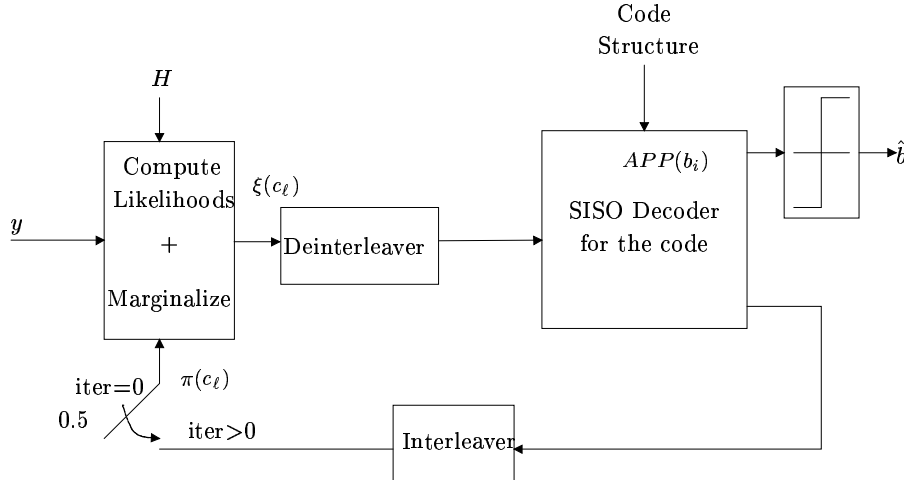 Code
Structure
H
Compute
Likelihoods
+
Marginalize
y
ξ(c_ℓ)
Deinterleaver
APP(b_i)
SISO Decoder
for the code
b̂
iter=0
π(c_ℓ)
0.5
iter>0
Interleaver